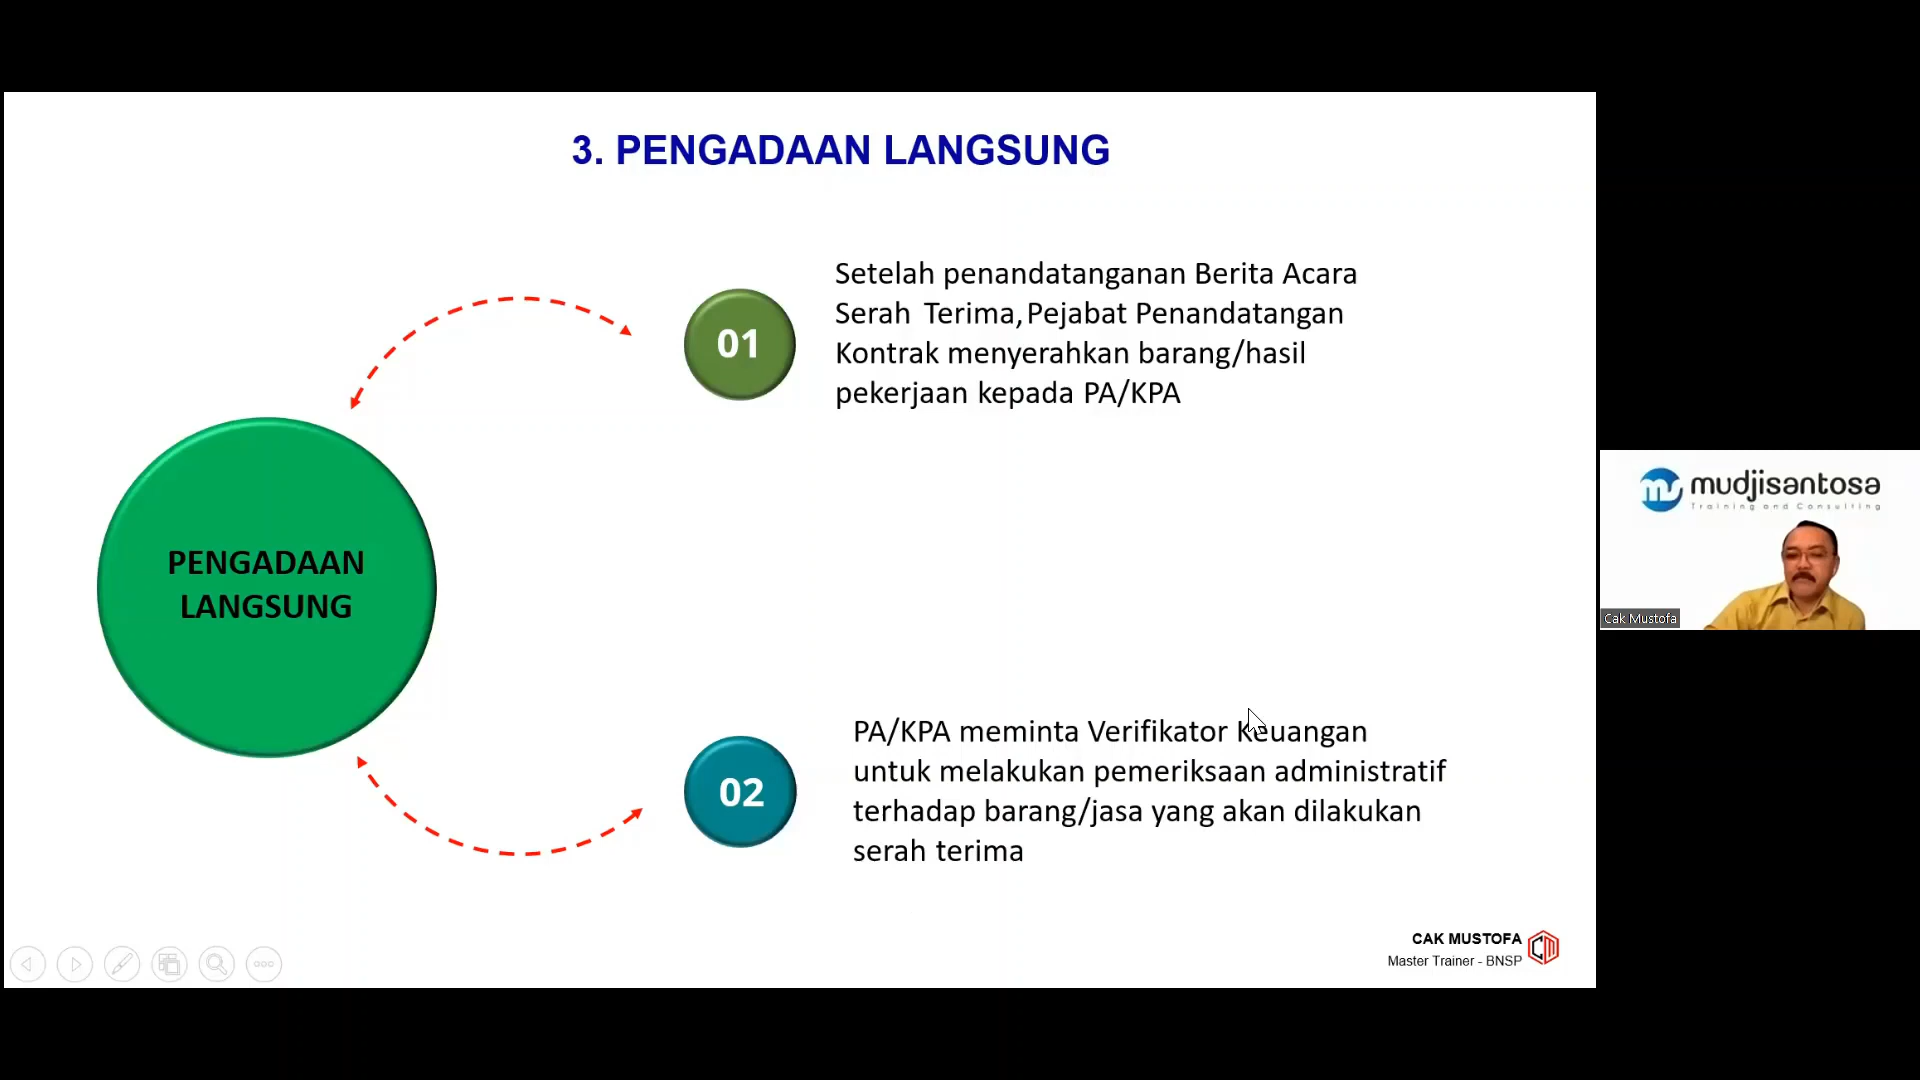 3. PENGADAAN LANGSUNG
Setelah penandatanganan Berita Acara
Serah Terima, Pejabat Penandatangan
Kontrak menyerahkan barang/hasil
pekerjaan kepada PA/KPA
01
PENGADAAN
LANGSUNG
mudjisantosa
Training and Consulting
Cak Mustofa
02
PA/KPA meminta Verifikator Keuangan
untuk melakukan pemeriksaan administratif
terhadap barang/jasa yang akan dilakukan
serah terima
CAK MUSTOFA
Master Trainer - BNSP